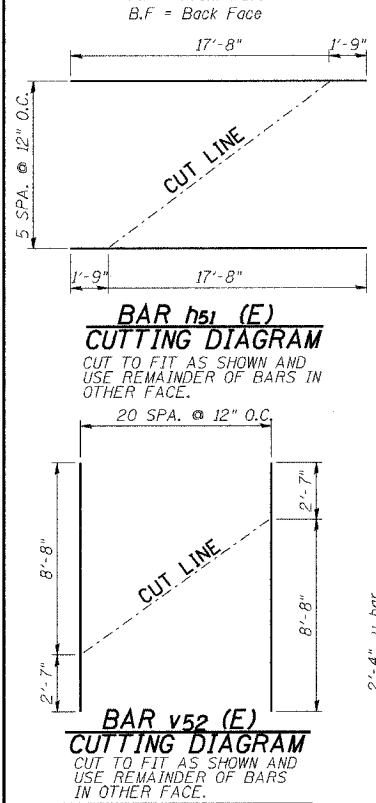 B.F = Back Face
17'-8"
1'-9"
5 SPA. @ 12" O.C.
CUT LINE
1'-9"
17'-8"
BAR h51 (E)
CUTTING DIAGRAM
CUT TO FIT AS SHOWN AND
USE REMAINDER OF BARS IN
OTHER FACE.
20 SPA. @ 12" O.C.
8'-8"
2'-7"
CUT LINE
2'-7"
8'-8"
2'-4" u bar
BAR v52 (E)
CUTTING DIAGRAM
CUT TO FIT AS SHOWN AND
USE REMAINDER OF BARS
IN OTHER FACE.